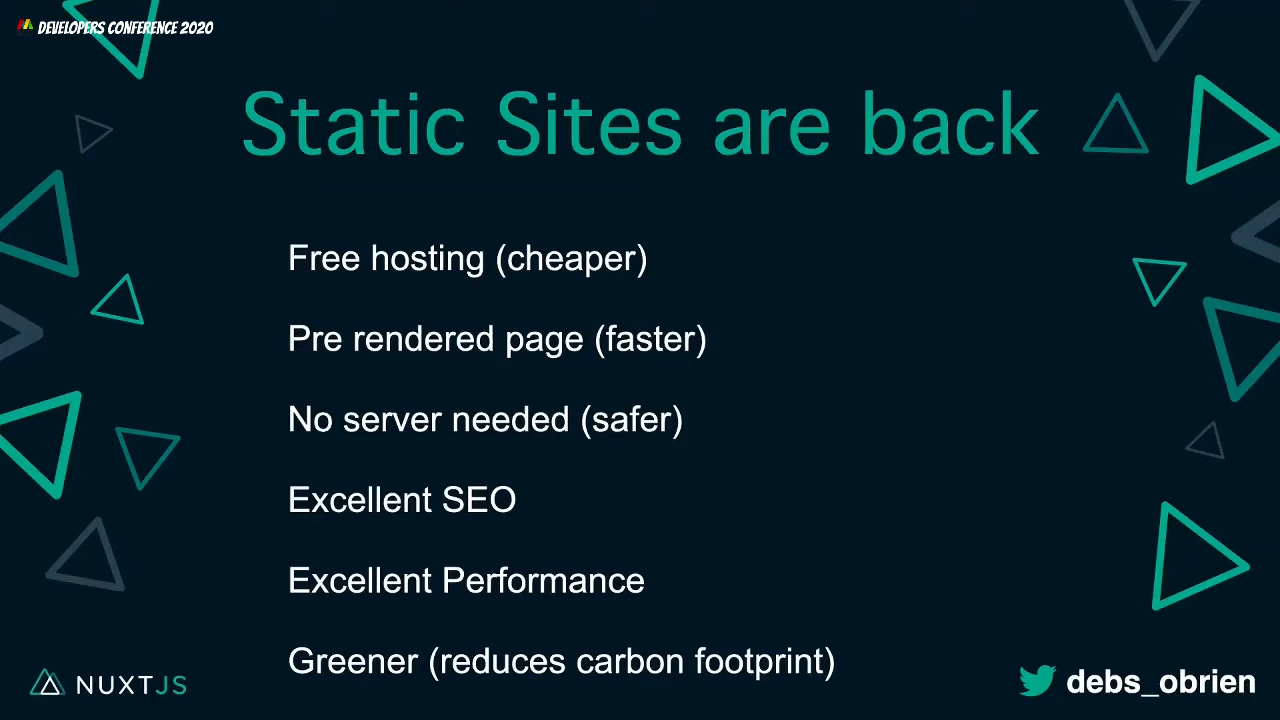 DEVELOPERS CONFERENCE 2020
Static Sites are back
Free hosting (cheaper)
Pre rendered page (faster)
No server needed (safer)
Excellent SEO
Excellent Performance
Greener (reduces carbon footprint)
NUXTJS
debs_obrien